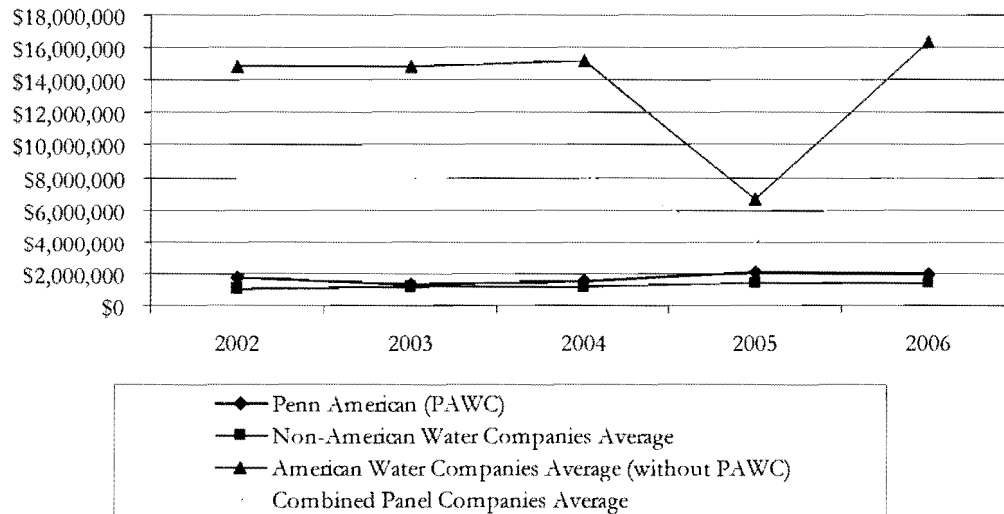 $18,000,000
$16,000,000
$14,000,000
$12,000,000
$10,000,000
$8,000,000
$6,000,000
$4,000,000
$2,000,000
$0
2002 2003 2004 2005 2006
Penn American (PAWC)
Non-American Water Companies Average
American Water Companies Average (without PAWC)
Combined Panel Companies Average